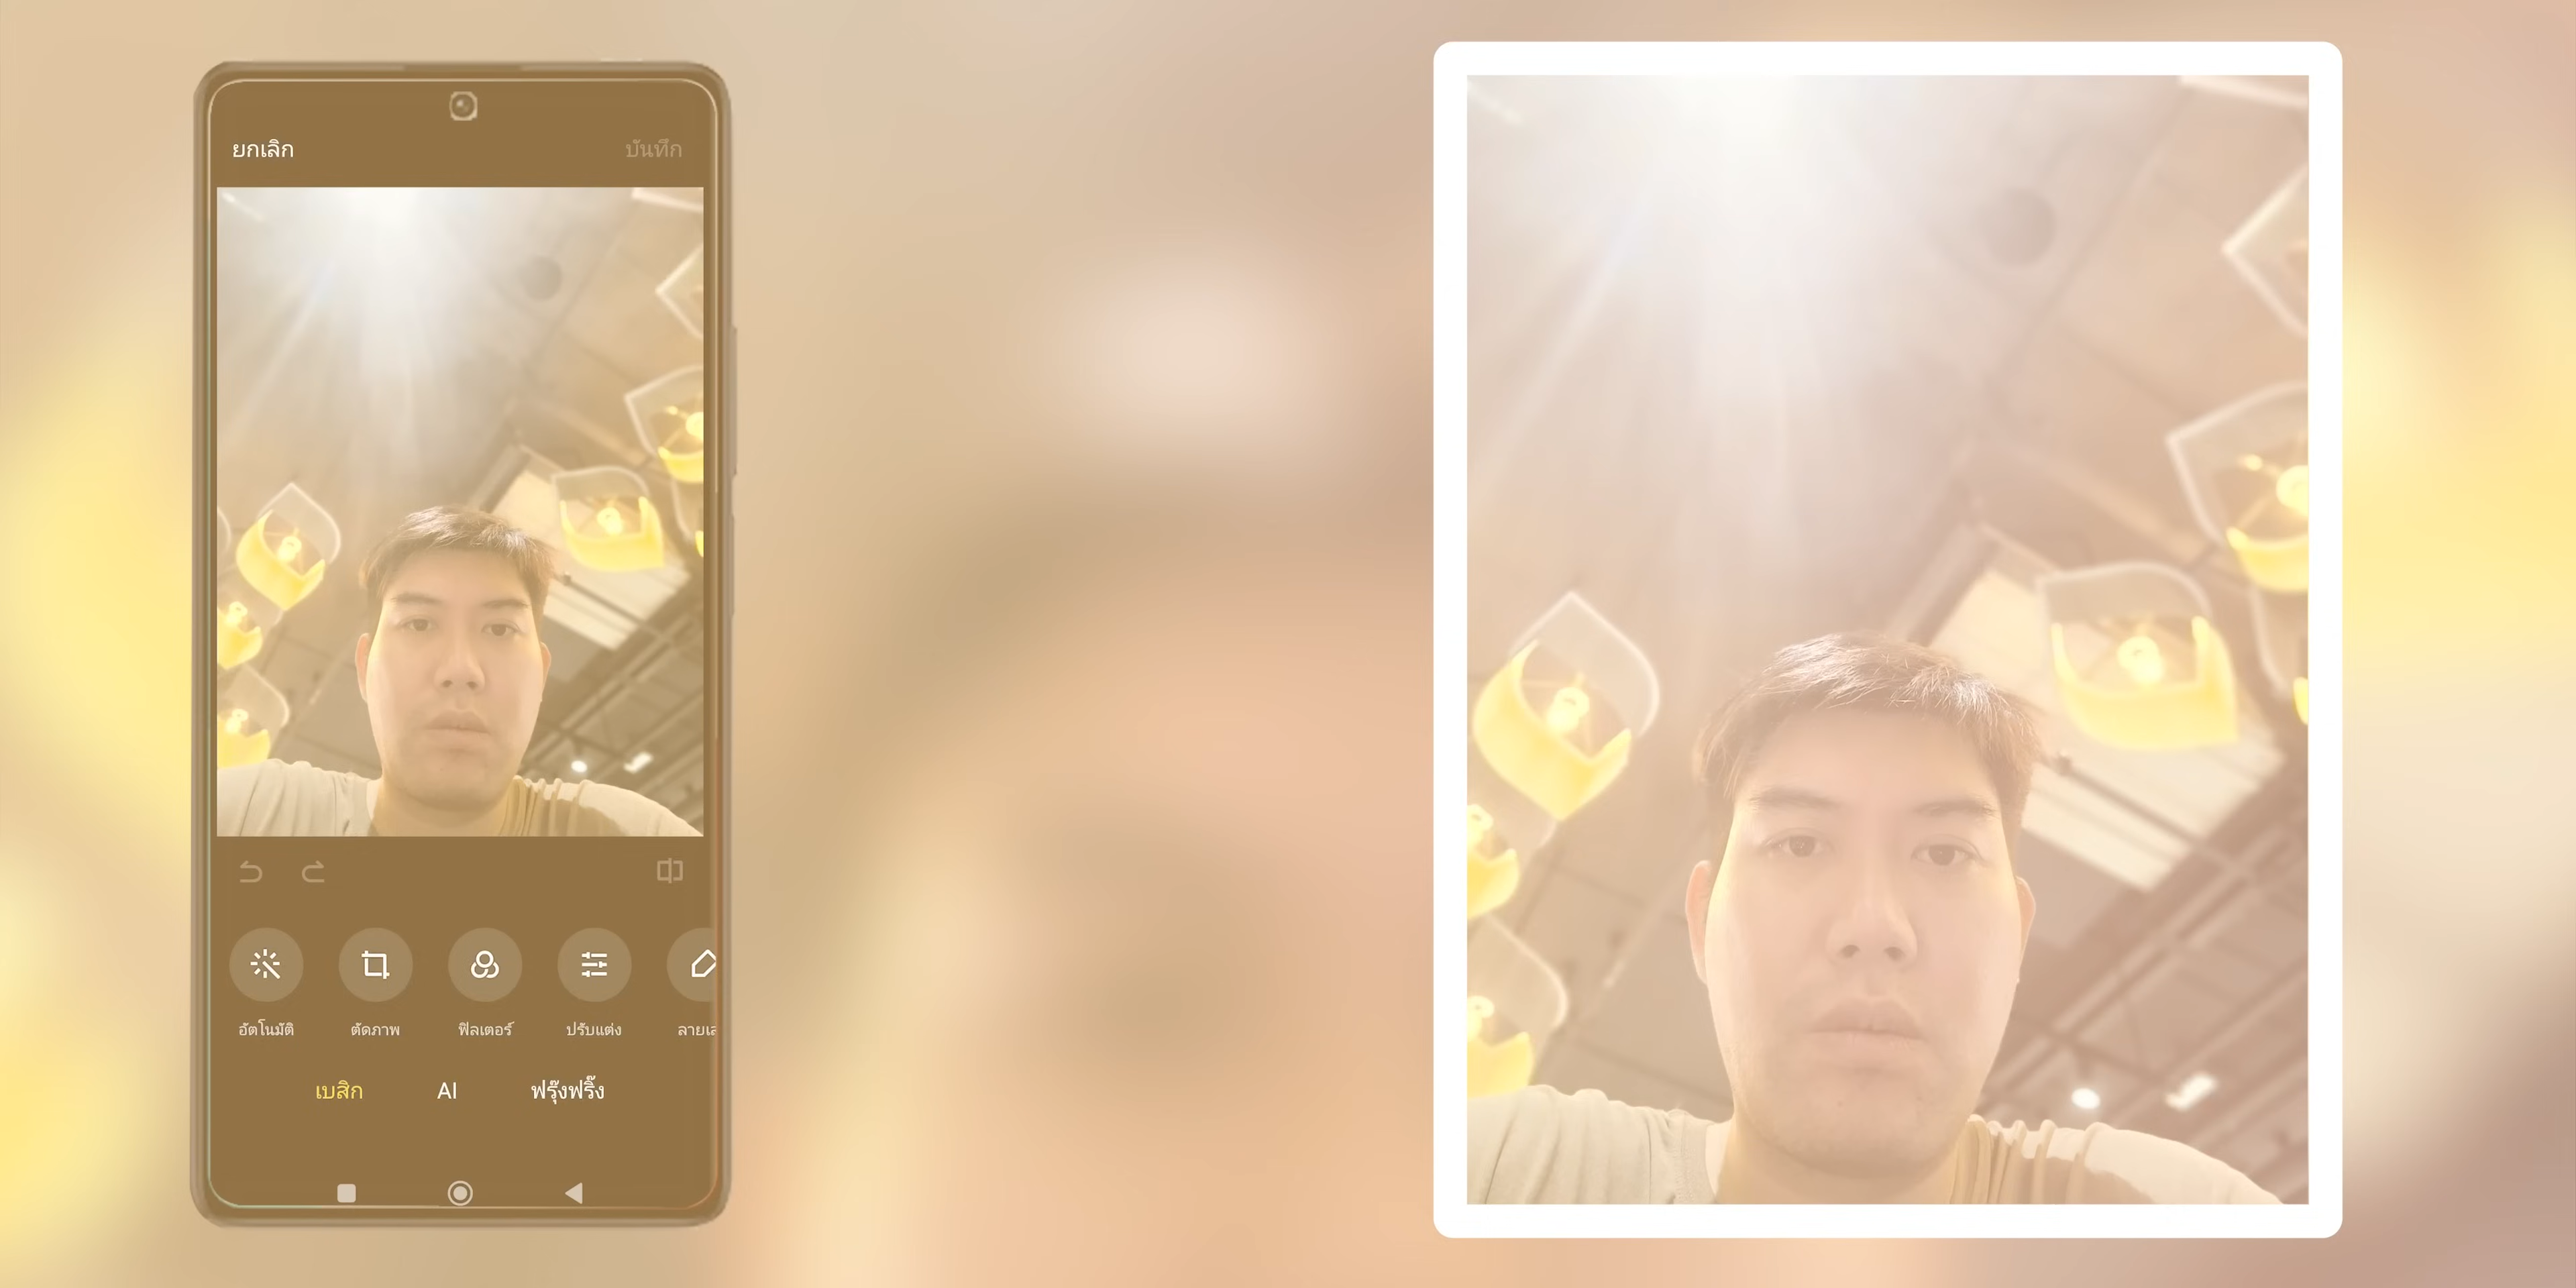 ยกเลิก บันทึก
อัตโนมัติ ตัดภาพ ฟิลเตอร์ ปรับแต่ง
เบสิก AI ฟรุ๊งฟริ๊ง